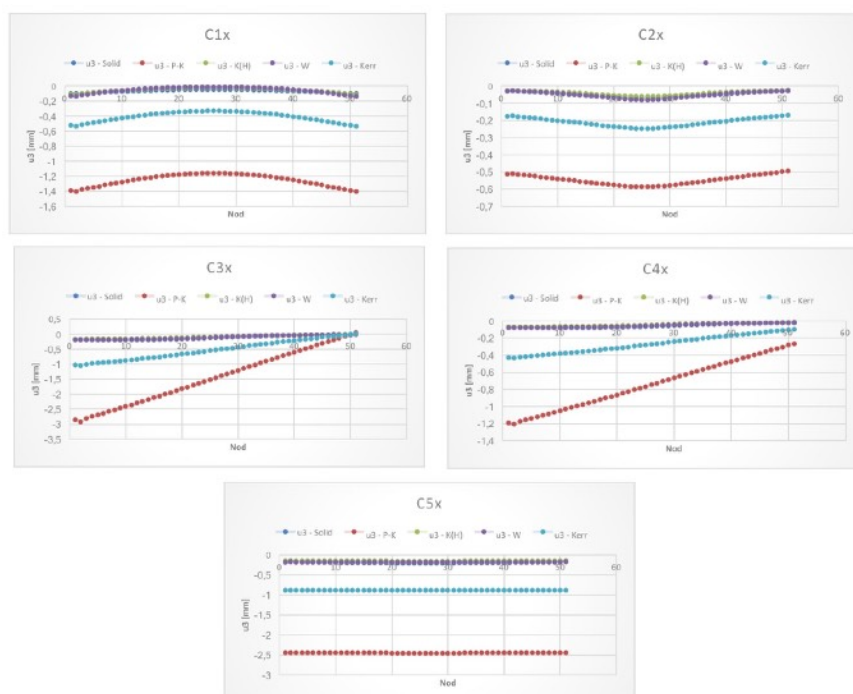 C1x
u3 - Solid u3 - P-K u3 - K(H) u3 - W u3 - Kerr
0
-0,2
-0,4
-0,6
-0,8
-1
-1,2
-1,4
-1,6
0 10 20 30 40 50 60
u3 [mm]
Nod
C2x
u3 - Solid u3 - P-K u3 - K(H) u3 - W u3 - Kerr
0
-0,1
-0,2
-0,3
-0,4
-0,5
-0,6
-0,7
0 10 20 30 40 50 60
u3 [mm]
Nod
C3x
u3 - Solid u3 - P-K u3 - K(H) u3 - W u3 - Kerr
0,5
0
-0,5
-1
-1,5
-2
-2,5
-3
-3,5
0 10 20 30 40 50 60
u3 [mm]
Nod
C4x
u3 - Solid u3 - P-K u3 - K(H) u3 - W u3 - Kerr
0
-0,2
-0,4
-0,6
-0,8
-1
-1,2
-1,4
0 10 20 30 40 50 60
u3 [mm]
Nod
C5x
u3 - Solid u3 - P-K u3 - K(H) u3 - W u3 - Kerr
0
-0,5
-1
-1,5
-2
-2,5
-3
0 10 20 30 40 50 60
u3 [mm]
Nod